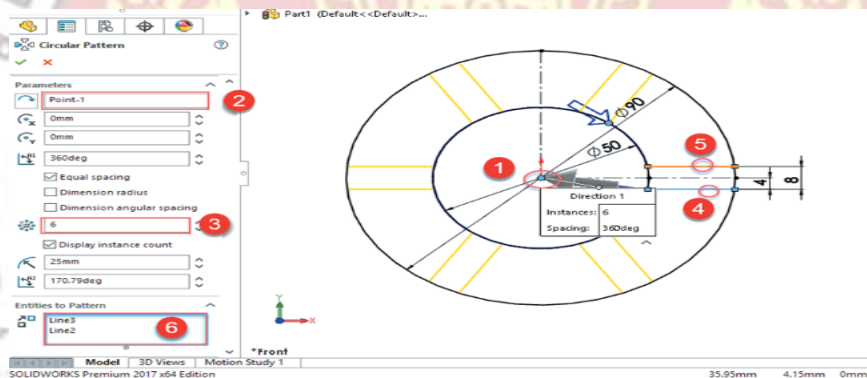 Part1 (Default<<Default>...
Circular Pattern
Parameters
Point-1
2
0mm
0mm
360deg
Equal spacing
Dimension radius
Dimension angular spacing
3
6
Display instance count
25mm
170.79deg
Entities to Pattern
Line3
Line2
6
Ø90
Ø50
1
5
4
4
8
Direction 1
Instances: 6
Spacing: 360deg
Y
X
*Front
Model
3D Views
Motion Study 1
SOLIDWORKS Premium 2017 x64 Edition
35.95mm
4.15mm
0mm